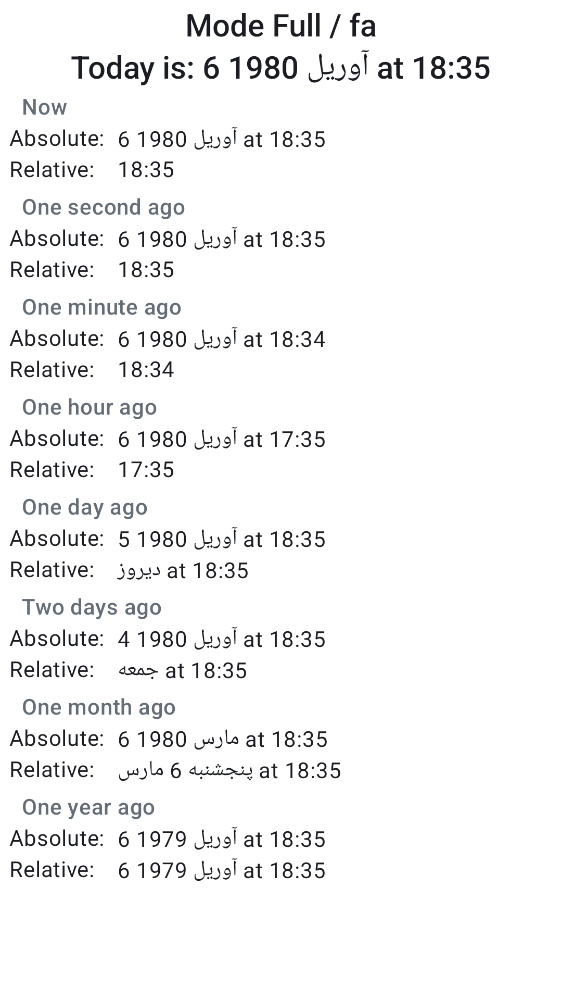 Mode Full / fa
Today is: 6 آوریل 1980 at 18:35
Now
Absolute: 6 آوریل 1980 at 18:35
Relative: 18:35
One second ago
Absolute: 6 آوریل 1980 at 18:35
Relative: 18:35
One minute ago
Absolute: 6 آوریل 1980 at 18:34
Relative: 18:34
One hour ago
Absolute: 6 آوریل 1980 at 17:35
Relative: 17:35
One day ago
Absolute: 5 آوریل 1980 at 18:35
Relative: دیروز at 18:35
Two days ago
Absolute: 4 آوریل 1980 at 18:35
Relative: جمعه at 18:35
One month ago
Absolute: 6 مارس 1980 at 18:35
Relative: پنجشنبه 6 مارس at 18:35
One year ago
Absolute: 6 آوریل 1979 at 18:35
Relative: 6 آوریل 1979 at 18:35